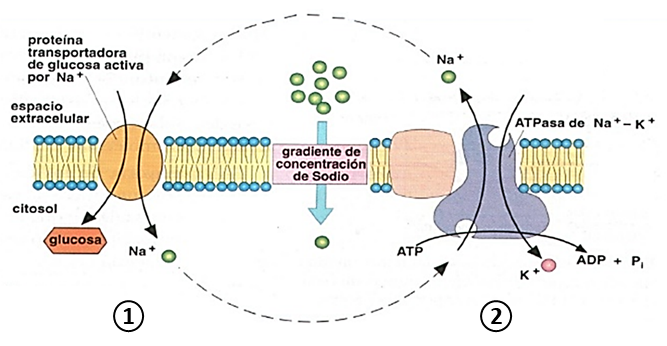 proteína
transportadora
de glucosa activa
por Na⁺
espacio
extracelular
citosol
glucosa
Na⁺
①
gradiente de
concentración
de Sodio
Na⁺
ATPasa de Na⁺–K⁺
ATP
K⁺
ADP + Pᵢ
②